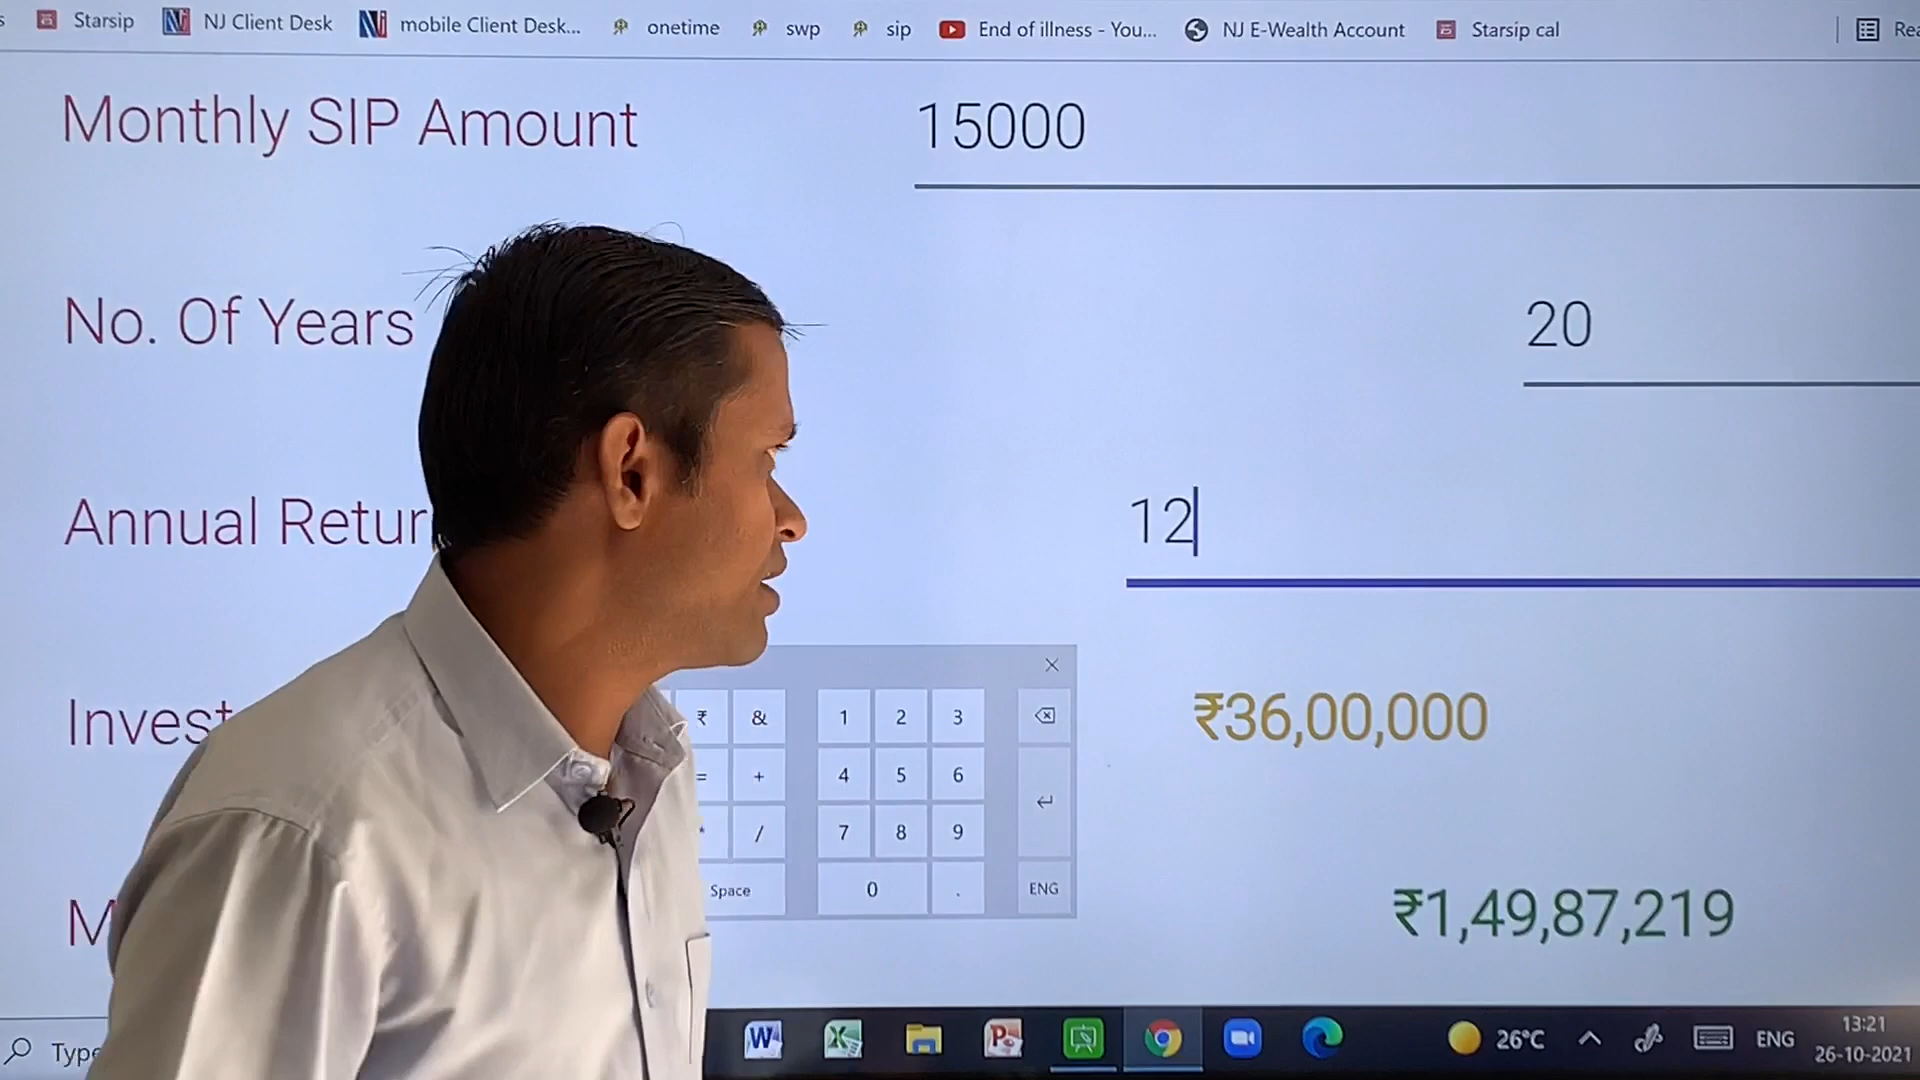 Starsip NJ Client Desk mobile Client Desk... onetime swp sip End of illness - You... NJ E-Wealth Account Starsip cal
Monthly SIP Amount 15000
No. Of Years 20
Annual Retur 12
Invest ₹36,00,000
M ₹1,49,87,219
₹ & 1 2 3
= + 4 5 6
* / 7 8 9
Space 0 . ENG
Type
26°C ENG 13:21
26-10-2021